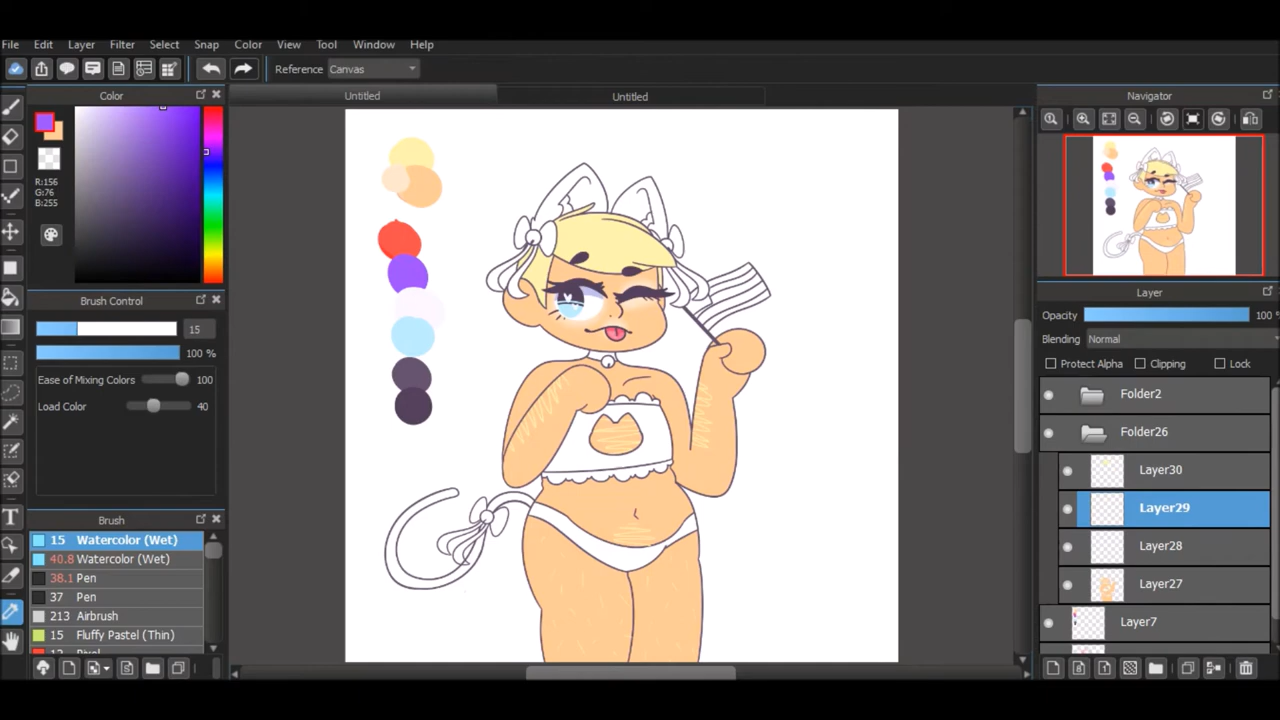 File Edit Layer Filter Select Snap Color View Tool Window Help
Reference Canvas
Color
Untitled Untitled
Navigator
R:156
G:76
B:255
Brush Control
15
100 %
Ease of Mixing Colors 100
Load Color 40
Brush
15 Watercolor (Wet)
40.8 Watercolor (Wet)
38.1 Pen
37 Pen
213 Airbrush
15 Fluffy Pastel (Thin)
Layer
Opacity 100 %
Blending Normal
Protect Alpha Clipping Lock
Folder2
Folder26
Layer30
Layer29
Layer28
Layer27
Layer7